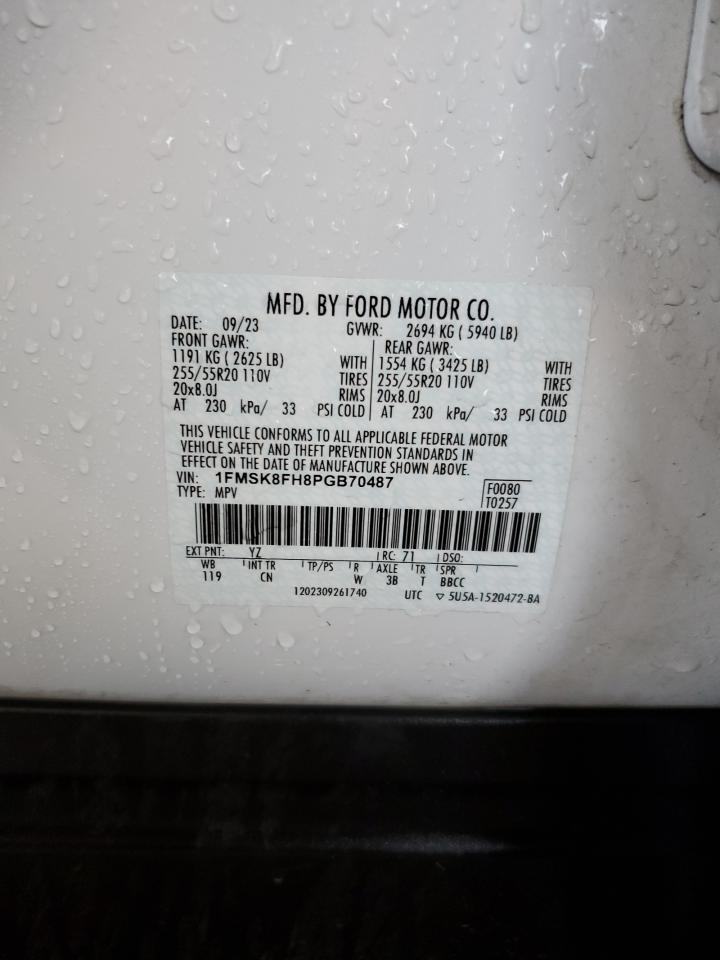 MFD. BY FORD MOTOR CO.
DATE: 09/23 GVWR: 2694 KG ( 5940 LB)
FRONT GAWR: REAR GAWR:
1191 KG ( 2625 LB) WITH 1554 KG ( 3425 LB) WITH
255/55R20 110V TIRES 255/55R20 110V TIRES
20x8.0J RIMS 20x8.0J RIMS
AT 230 kPa/ 33 PSI COLD AT 230 kPa/ 33 PSI COLD
THIS VEHICLE CONFORMS TO ALL APPLICABLE FEDERAL MOTOR
VEHICLE SAFETY AND THEFT PREVENTION STANDARDS IN
EFFECT ON THE DATE OF MANUFACTURE SHOWN ABOVE.
VIN: 1FMSK8FH8PGB70487 F0080
TYPE: MPV T0257
EXT PNT: YZ RC: 71 DSO:
WB INT TR TP/PS R AXLE TR SPR
119 CN W 3B T BBCC
1202309261740 UTC ▽ 5U5A-1520472-BA